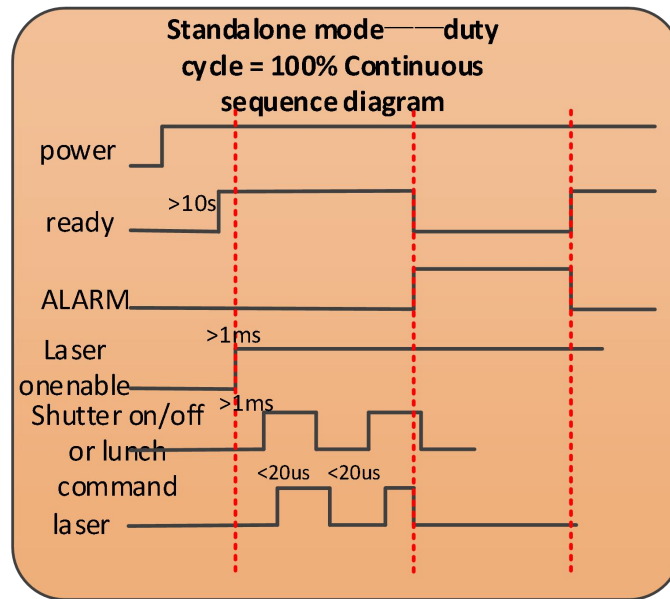 Standalone mode——duty
cycle = 100% Continuous
sequence diagram
power
>10s
ready
ALARM
>1ms
Laser
onenable
>1ms
Shutter on/off
or lunch
<20us <20us
command
laser